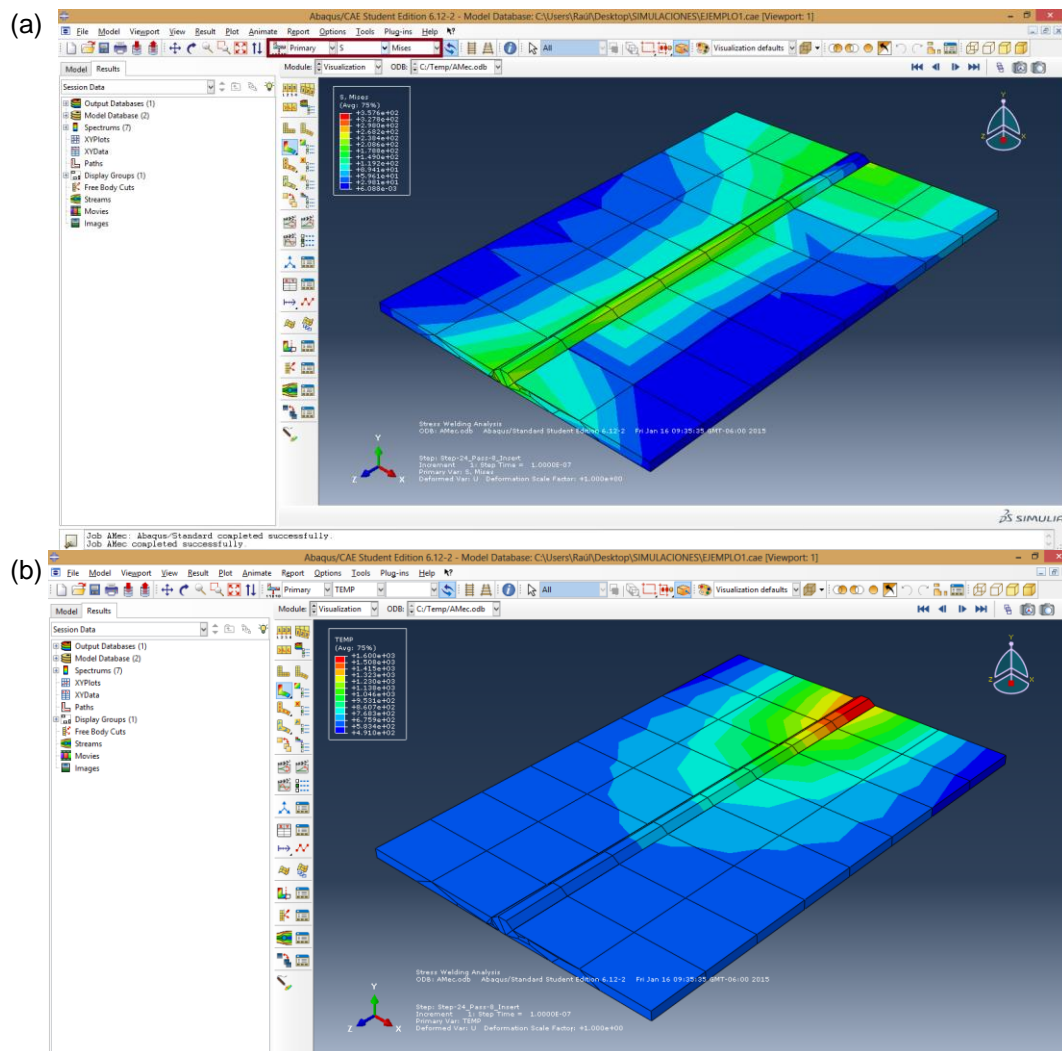 (a)
Abaqus/CAE Student Edition 6.12-2 - Model Database: C:\Users\Raúl\Desktop\SIMULACIONES\EJEMPLO1.cae [Viewport: 1]
File Model Viewport View Result Plot Animate Report Options Tools Plug-ins Help
Primary S Mises All Visualization defaults
Model Results Module: Visualization ODB: C:/Temp/AMec.odb
Session Data
Output Databases (1)
Model Database (2)
Spectrums (7)
XYPlots
XYData
Paths
Display Groups (1)
Free Body Cuts
Streams
Movies
Images
S, Mises
(Avg: 75%)
+3.576e+02
+3.278e+02
+2.980e+02
+2.682e+02
+2.384e+02
+2.086e+02
+1.788e+02
+1.490e+02
+1.192e+02
+8.941e+01
+5.961e+01
+2.981e+01
+6.088e-03
Y
Z X
Stress Welding Analysis
ODB: AMec.odb Abaqus/Standard Student Edition 6.12-2 Fri Jan 16 09:35:35 GMT-06:00 2015
Y
Z X
Step: Step-24_Pass-8_Insert
Increment 1: Step Time = 1.0000E-07
Primary Var: S, Mises
Deformed Var: U Deformation Scale Factor: +1.000e+00
SIMULIA
Job AMec: Abaqus/Standard completed successfully.
Job AMec completed successfully.
(b)
Abaqus/CAE Student Edition 6.12-2 - Model Database: C:\Users\Raúl\Desktop\SIMULACIONES\EJEMPLO1.cae [Viewport: 1]
File Model Viewport View Result Plot Animate Report Options Tools Plug-ins Help
Primary TEMP All Visualization defaults
Model Results Module: Visualization ODB: C:/Temp/AMec.odb
Session Data
Output Databases (1)
Model Database (2)
Spectrums (7)
XYPlots
XYData
Paths
Display Groups (1)
Free Body Cuts
Streams
Movies
Images
TEMP
(Avg: 75%)
+1.600e+03
+1.508e+03
+1.415e+03
+1.323e+03
+1.230e+03
+1.138e+03
+1.046e+03
+9.531e+02
+8.607e+02
+7.683e+02
+6.759e+02
+5.834e+02
+4.910e+02
Y
Z X
Stress Welding Analysis
ODB: AMec.odb Abaqus/Standard Student Edition 6.12-2 Fri Jan 16 09:35:35 GMT-06:00 2015
Y
Z X
Step: Step-24_Pass-8_Insert
Increment 1: Step Time = 1.0000E-07
Primary Var: TEMP
Deformed Var: U Deformation Scale Factor: +1.000e+00